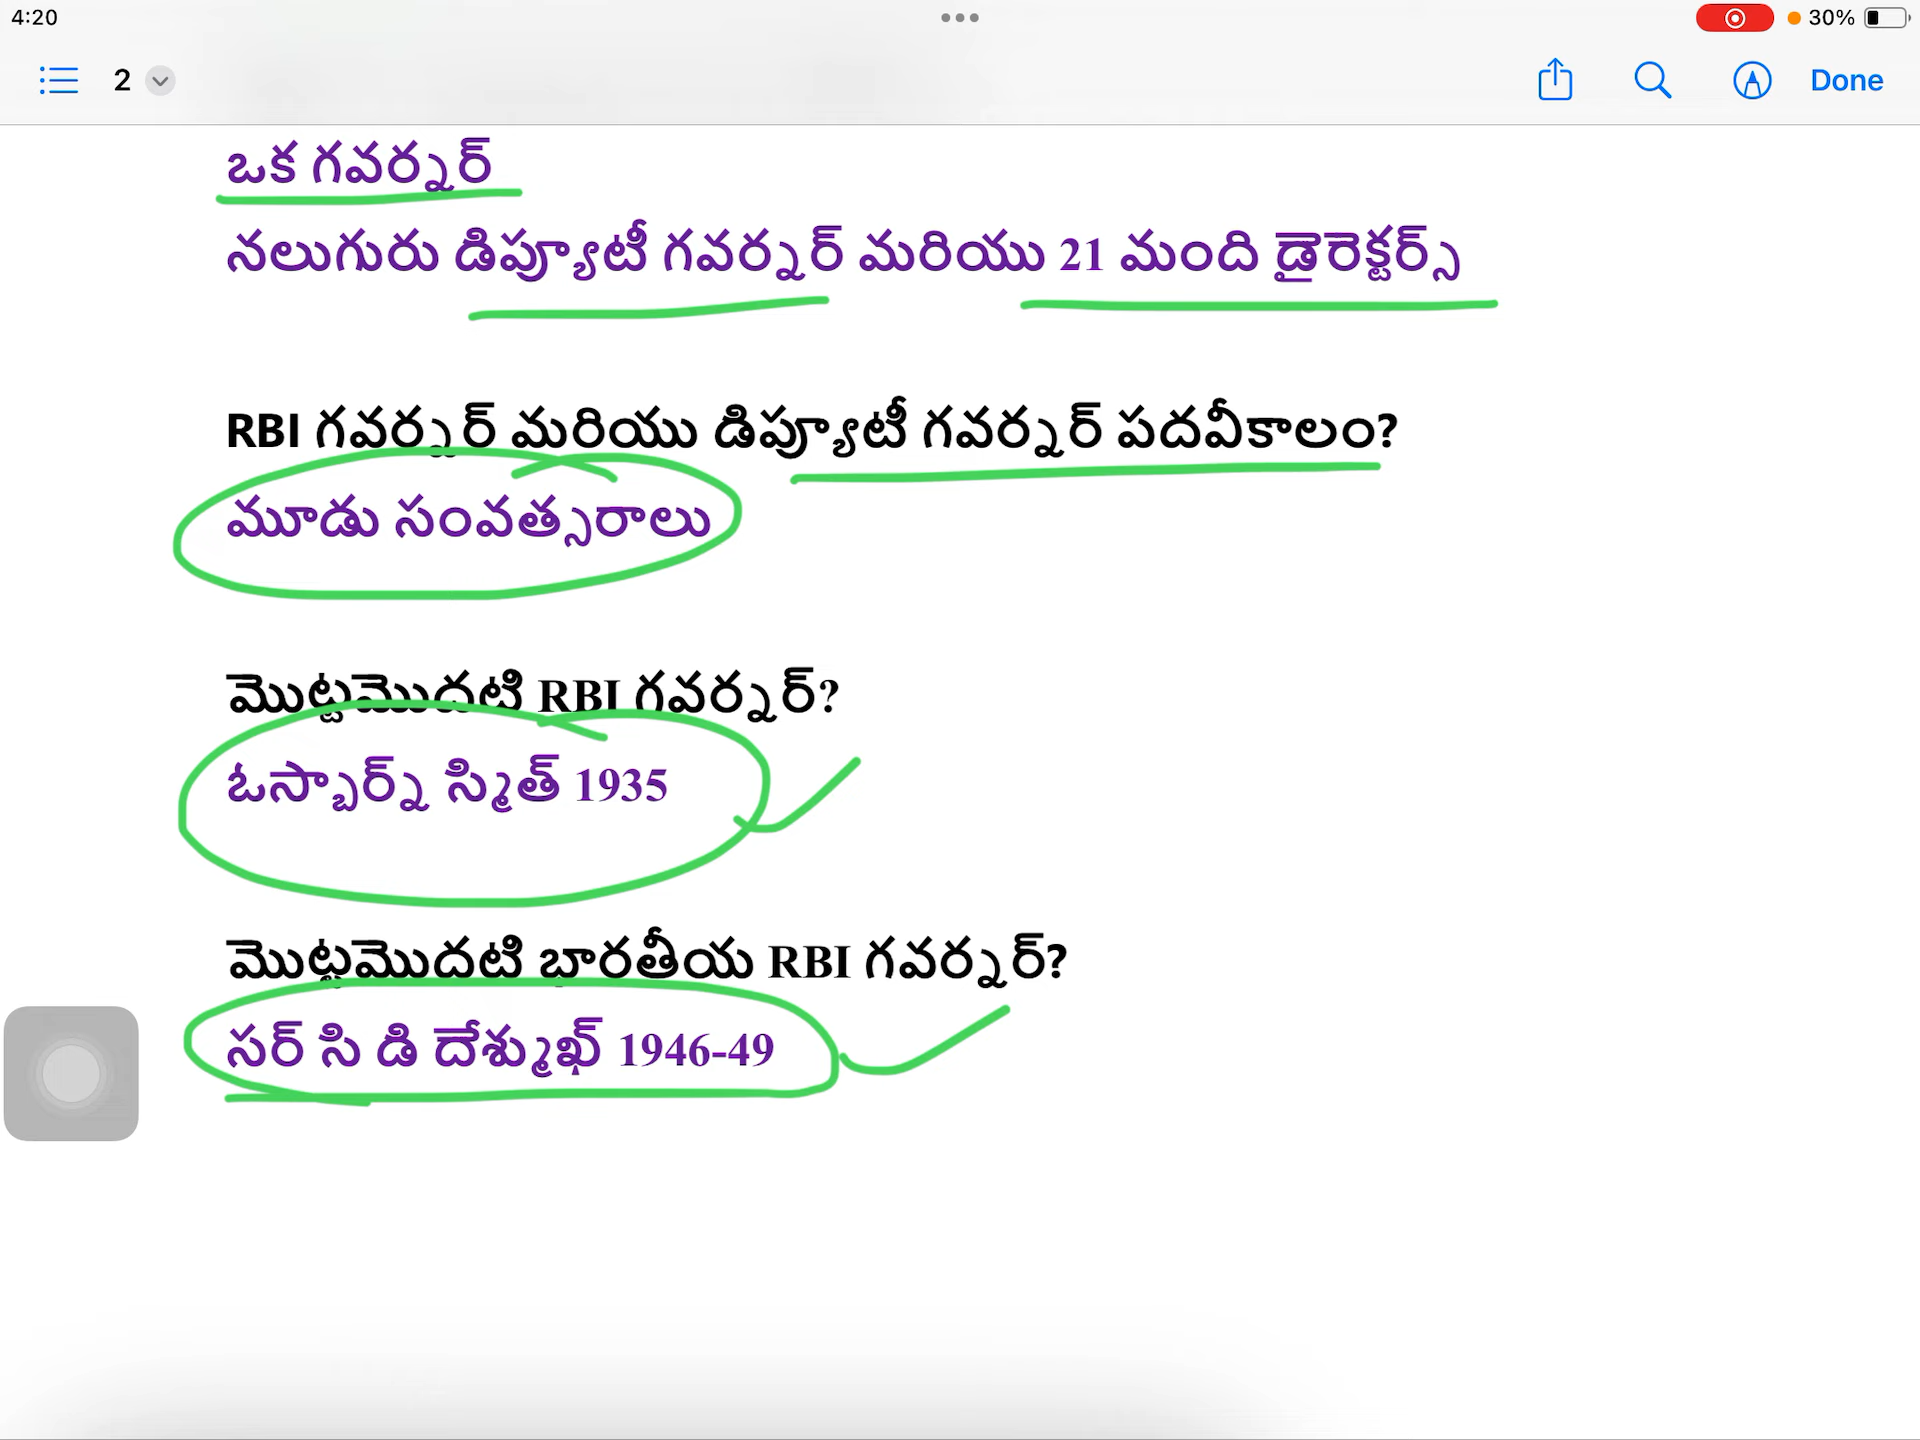 4:20
30%
2
Done
ఒక గవర్నర్
నలుగురు డిప్యూటీ గవర్నర్ మరియు 21 మంది డైరెక్టర్స్
RBI గవర్నర్ మరియు డిప్యూటీ గవర్నర్ పదవీకాలం?
మూడు సంవత్సరాలు
మొట్టమొదటి RBI గవర్నర్?
ఓస్బార్న్ స్మిత్ 1935
మొట్టమొదటి భారతీయ RBI గవర్నర్?
సర్ సి డి దేశ్ముఖ్ 1946-49